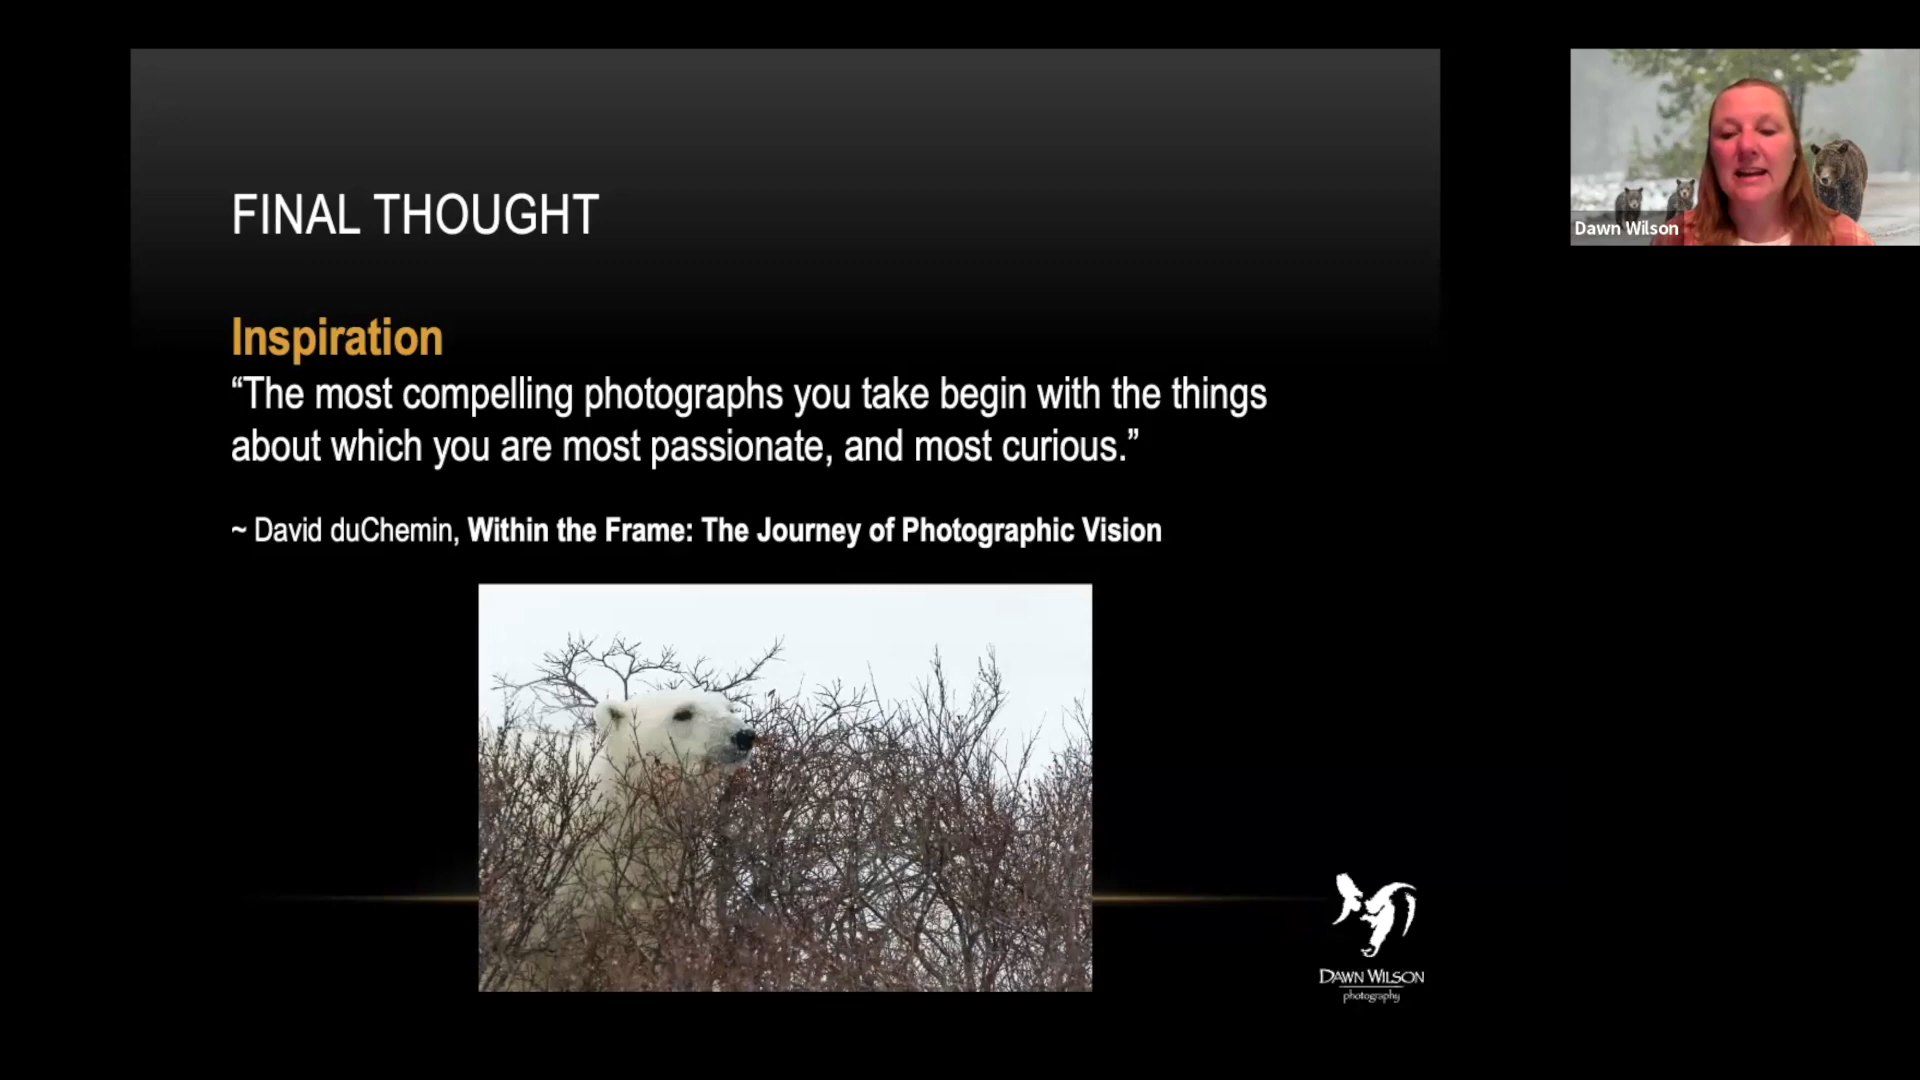 FINAL THOUGHT
Inspiration
“The most compelling photographs you take begin with the things
about which you are most passionate, and most curious.”
~ David duChemin, Within the Frame: The Journey of Photographic Vision
Dawn Wilson
DAWN WILSON
photography